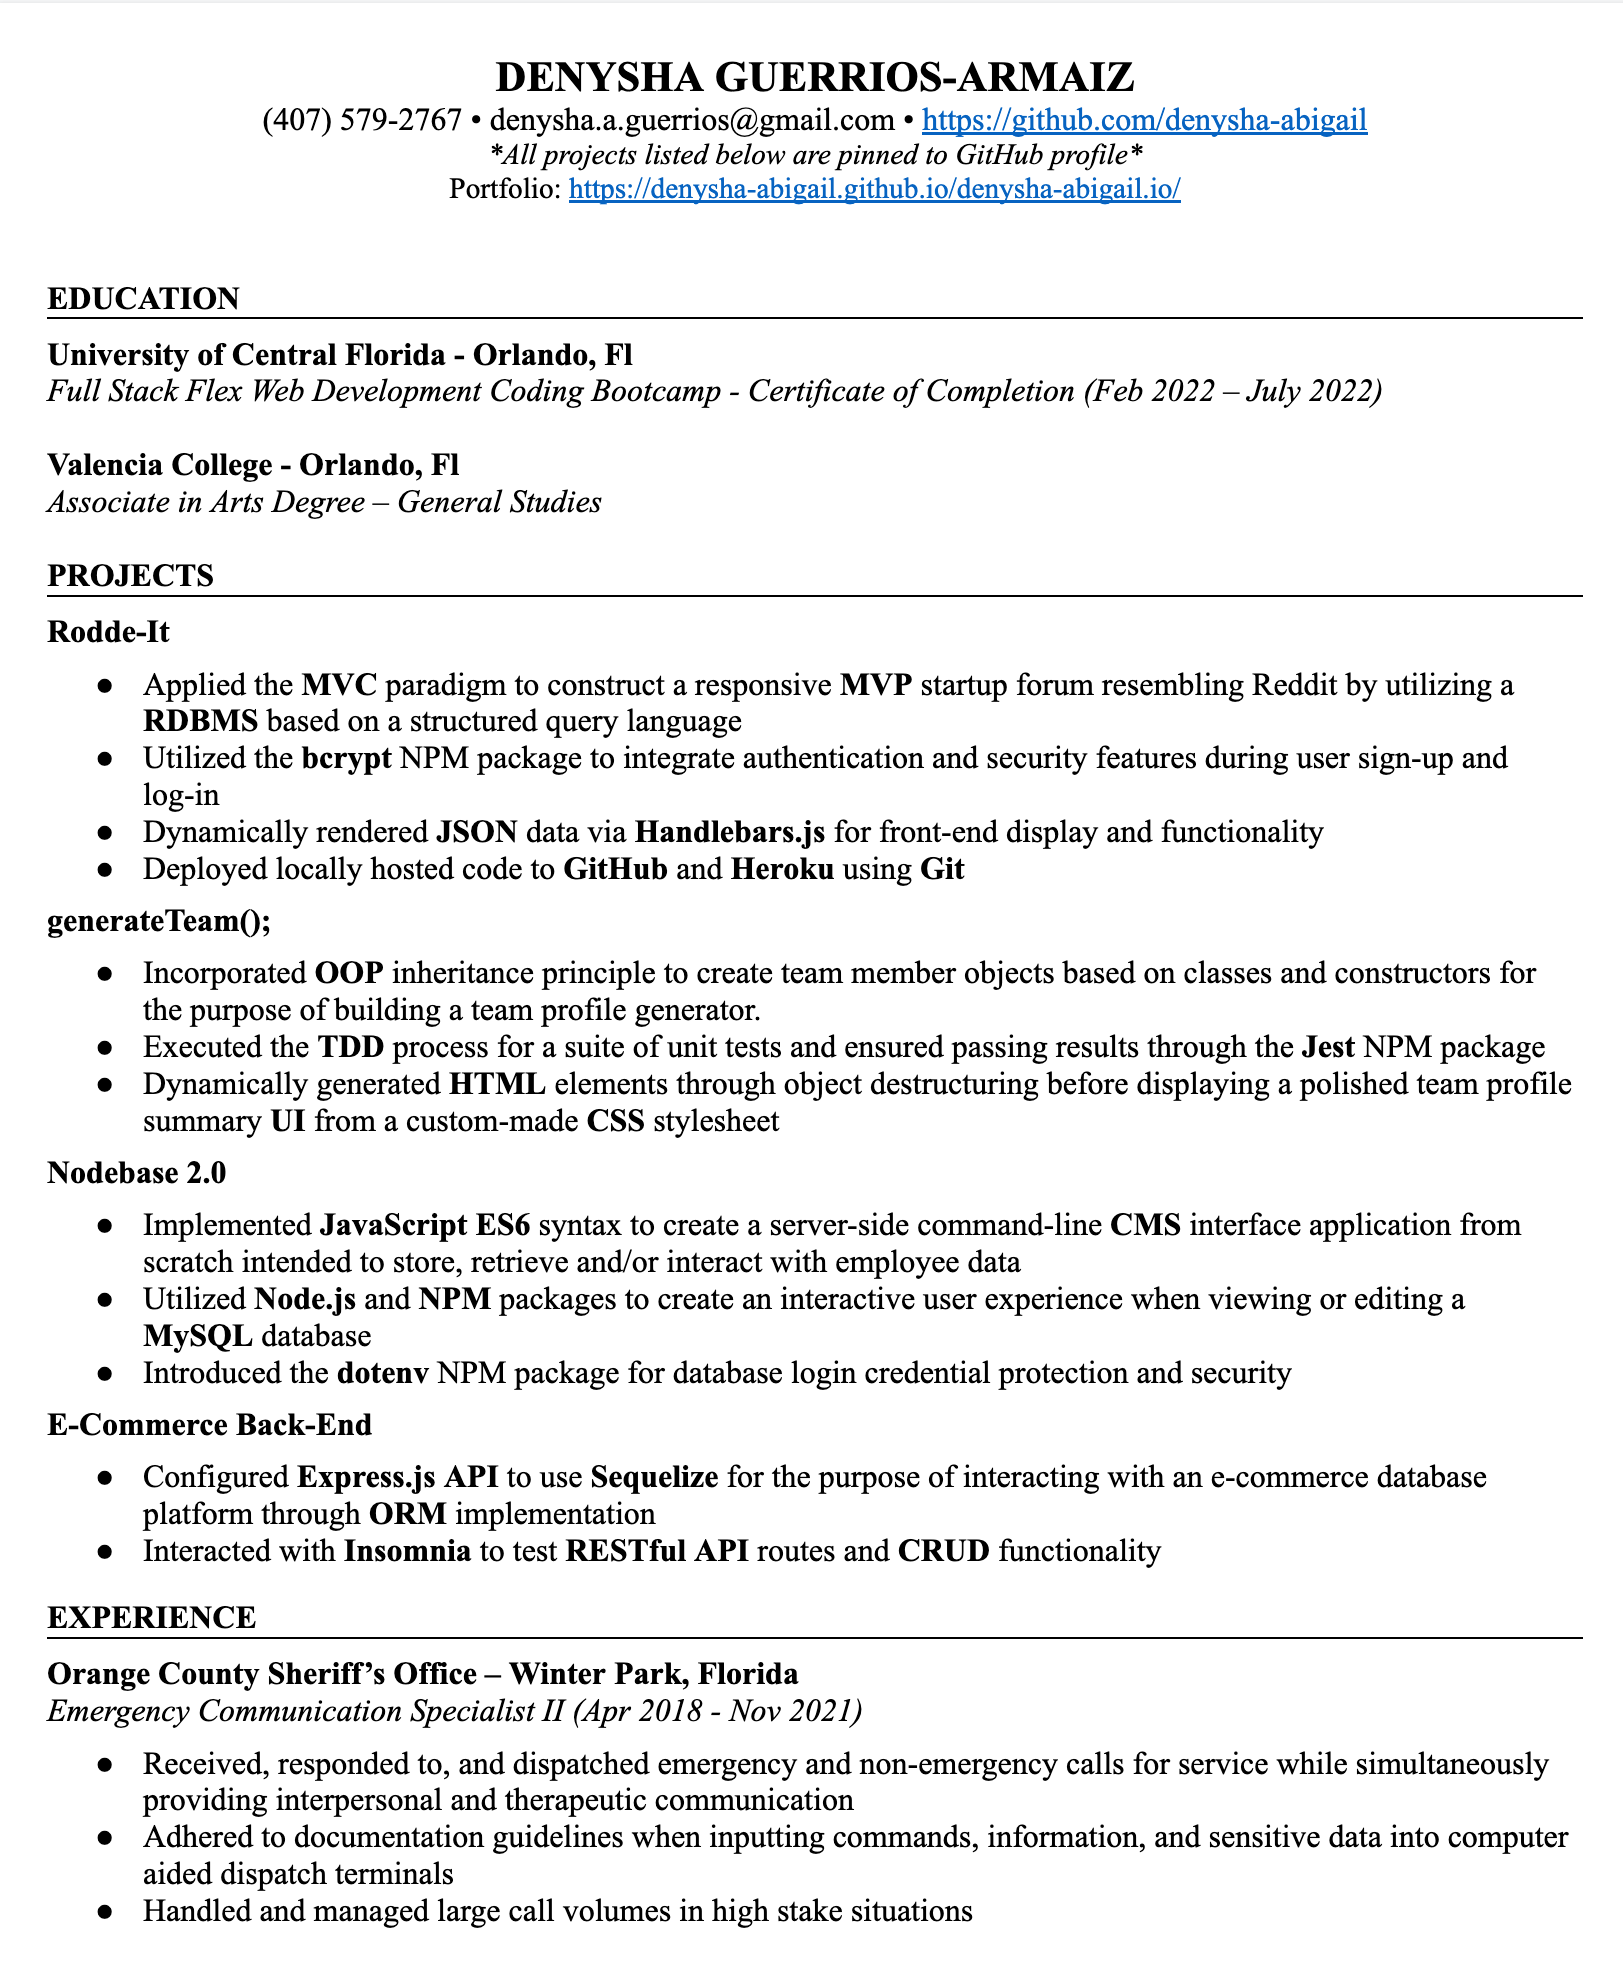 DENYSHA GUERRIOS-ARMAIZ
(407) 579-2767 • denysha.a.guerrios@gmail.com • https://github.com/denysha-abigail
*All projects listed below are pinned to GitHub profile*
Portfolio: https://denysha-abigail.github.io/denysha-abigail.io/
EDUCATION
University of Central Florida - Orlando, Fl
Full Stack Flex Web Development Coding Bootcamp - Certificate of Completion (Feb 2022 – July 2022)
Valencia College - Orlando, Fl
Associate in Arts Degree – General Studies
PROJECTS
Rodde-It
● Applied the MVC paradigm to construct a responsive MVP startup forum resembling Reddit by utilizing a
RDBMS based on a structured query language
● Utilized the bcrypt NPM package to integrate authentication and security features during user sign-up and
log-in
● Dynamically rendered JSON data via Handlebars.js for front-end display and functionality
● Deployed locally hosted code to GitHub and Heroku using Git
generateTeam();
● Incorporated OOP inheritance principle to create team member objects based on classes and constructors for
the purpose of building a team profile generator.
● Executed the TDD process for a suite of unit tests and ensured passing results through the Jest NPM package
● Dynamically generated HTML elements through object destructuring before displaying a polished team profile
summary UI from a custom-made CSS stylesheet
Nodebase 2.0
● Implemented JavaScript ES6 syntax to create a server-side command-line CMS interface application from
scratch intended to store, retrieve and/or interact with employee data
● Utilized Node.js and NPM packages to create an interactive user experience when viewing or editing a
MySQL database
● Introduced the dotenv NPM package for database login credential protection and security
E-Commerce Back-End
● Configured Express.js API to use Sequelize for the purpose of interacting with an e-commerce database
platform through ORM implementation
● Interacted with Insomnia to test RESTful API routes and CRUD functionality
EXPERIENCE
Orange County Sheriff’s Office – Winter Park, Florida
Emergency Communication Specialist II (Apr 2018 - Nov 2021)
● Received, responded to, and dispatched emergency and non-emergency calls for service while simultaneously
providing interpersonal and therapeutic communication
● Adhered to documentation guidelines when inputting commands, information, and sensitive data into computer
aided dispatch terminals
● Handled and managed large call volumes in high stake situations